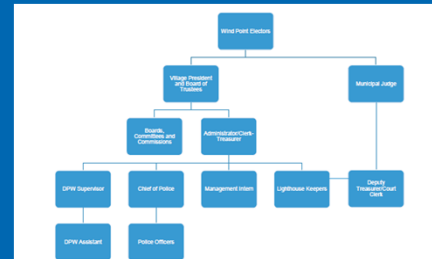 Wind Point Electors
Village President
and Board of
Trustees
Municipal Judge
Boards,
Committees and
Commissions
Administrator/Clerk-
Treasurer
DPW Supervisor
Chief of Police
Management Intern
Lighthouse Keepers
Deputy
Treasurer/Court
Clerk
DPW Assistant
Police Officers